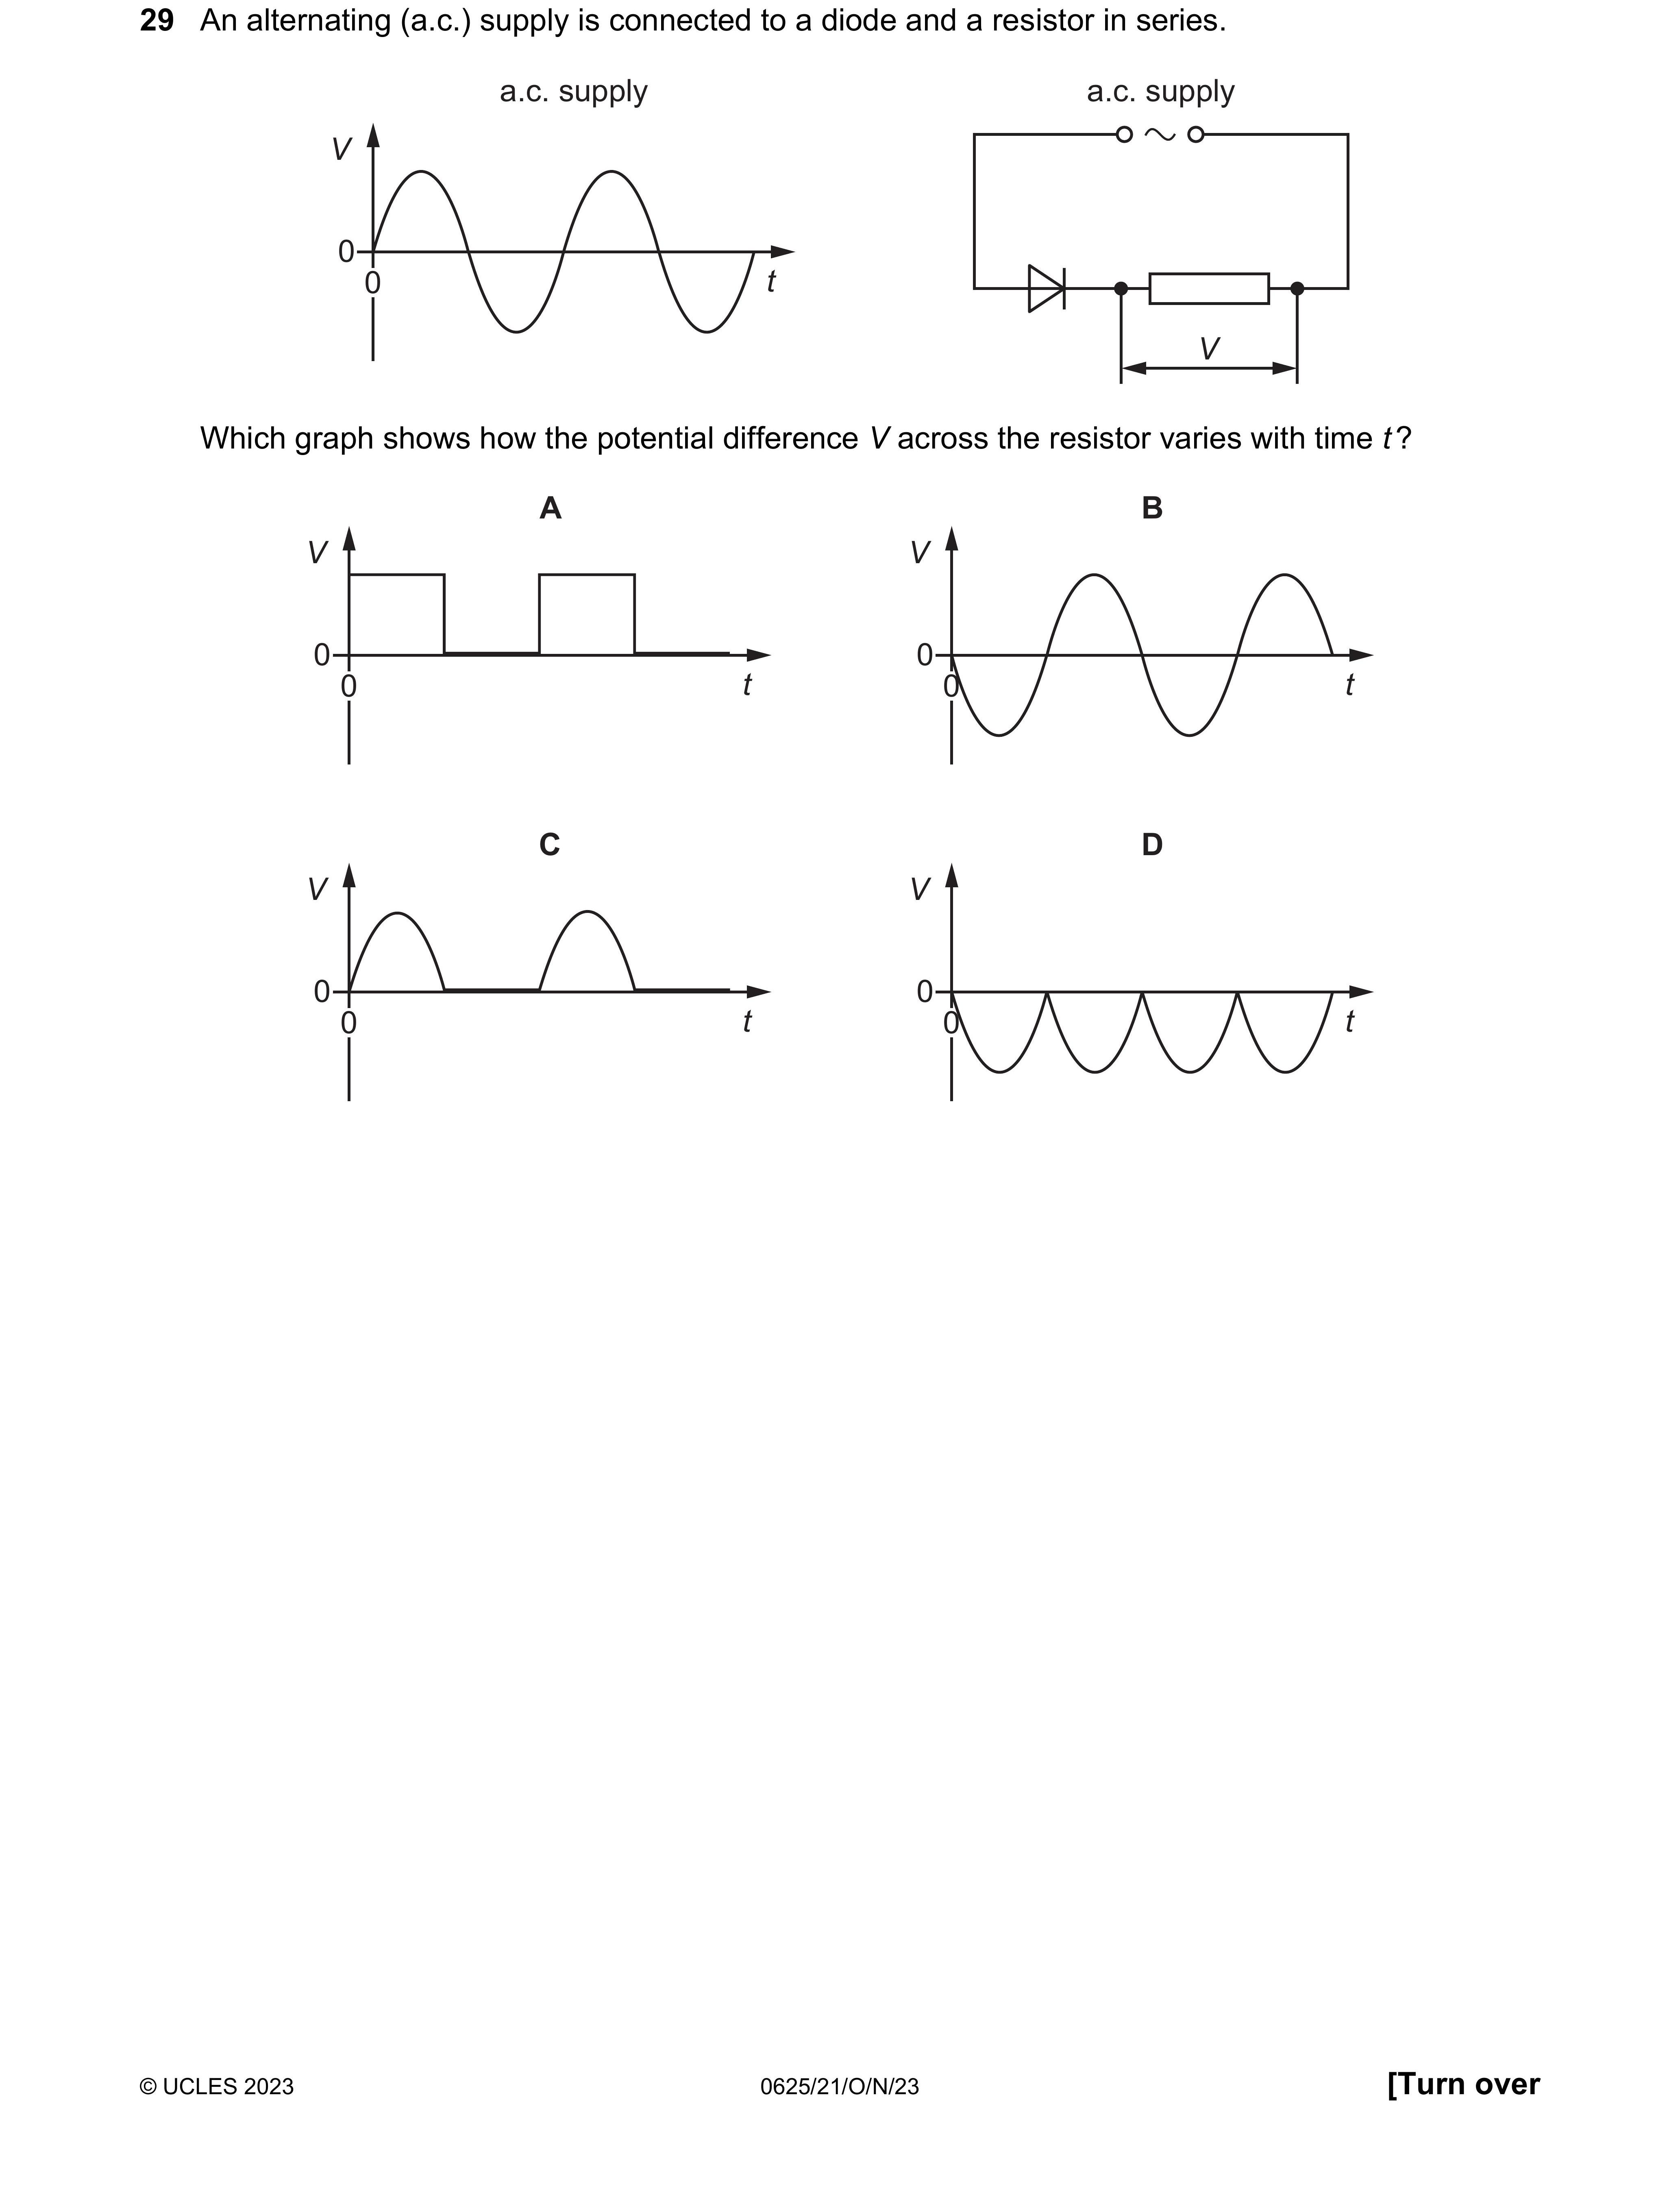 29 An alternating (a.c.) supply is connected to a diode and a resistor in series.
a.c. supply
V
0
0
t
a.c. supply
~
V
Which graph shows how the potential difference V across the resistor varies with time t?
A
V
0
0
t
B
V
0
0
t
C
V
0
0
t
D
V
0
0
t
© UCLES 2023
0625/21/O/N/23
[Turn over